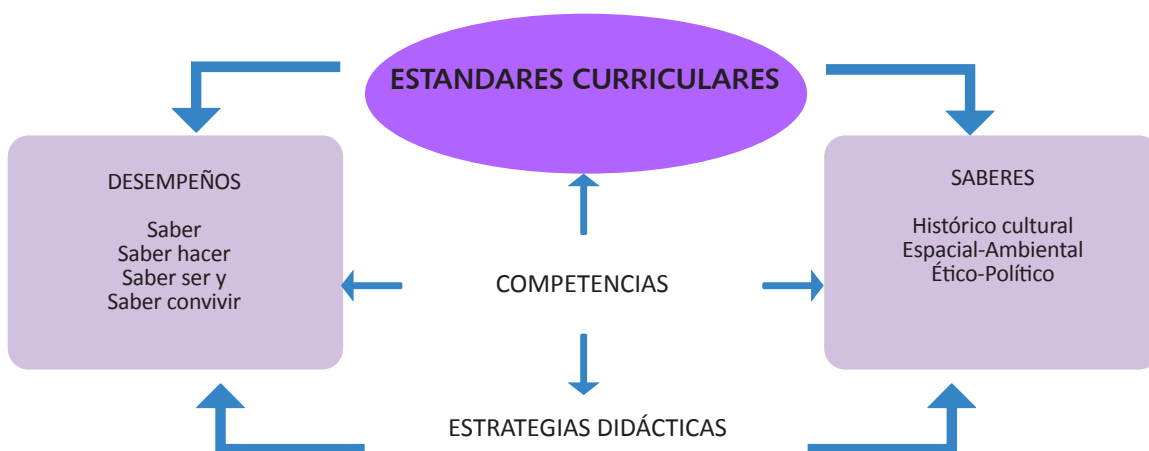 ESTANDARES CURRICULARES
DESEMPEÑOS
Saber
Saber hacer
Saber ser y
Saber convivir
COMPETENCIAS
SABERES
Histórico cultural
Espacial-Ambiental
Ético-Político
ESTRATEGIAS DIDÁCTICAS